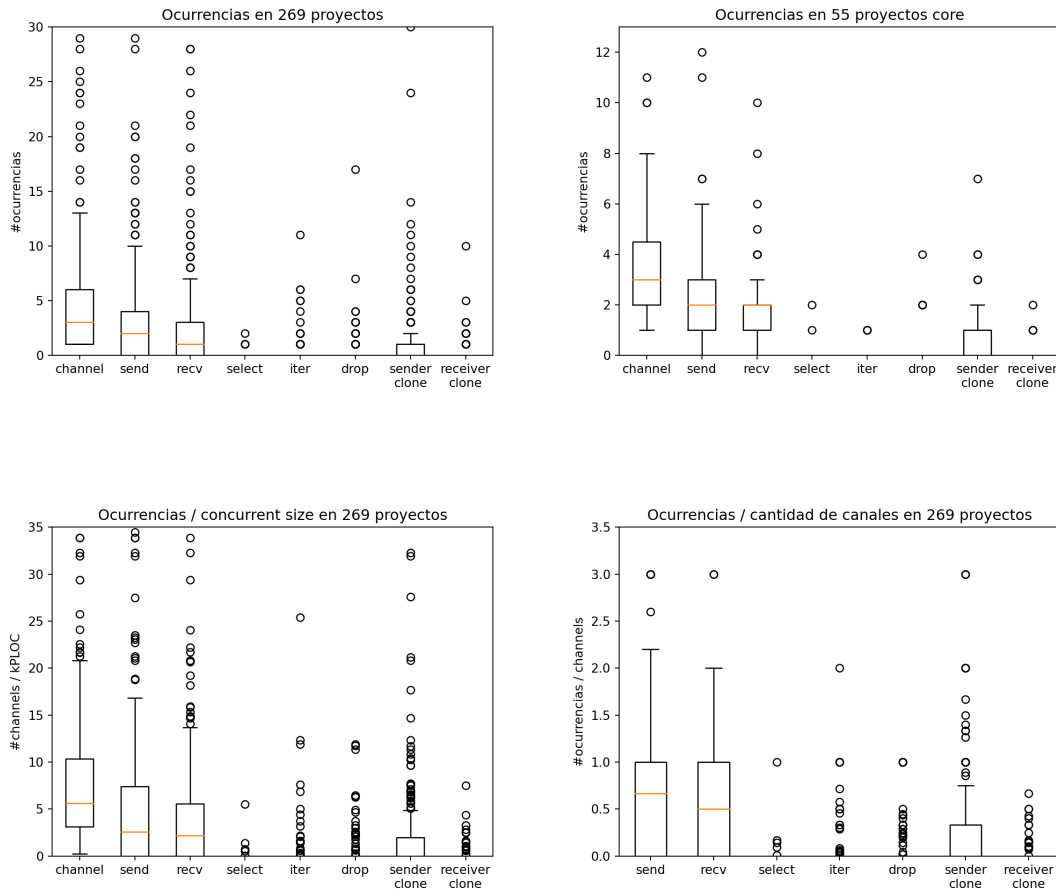 Ocurrencias en 269 proyectos
30
25
20
15
10
5
0
#ocurrencias
channel send recv select iter drop sender clone receiver clone
Ocurrencias en 55 proyectos core
12
10
8
6
4
2
0
#ocurrencias
channel send recv select iter drop sender clone receiver clone
Ocurrencias / concurrent size en 269 proyectos
35
30
25
20
15
10
5
0
#channels / kPLOC
channel send recv select iter drop sender clone receiver clone
Ocurrencias / cantidad de canales en 269 proyectos
3.5
3.0
2.5
2.0
1.5
1.0
0.5
0.0
#ocurrencias / channels
send recv select iter drop sender clone receiver clone